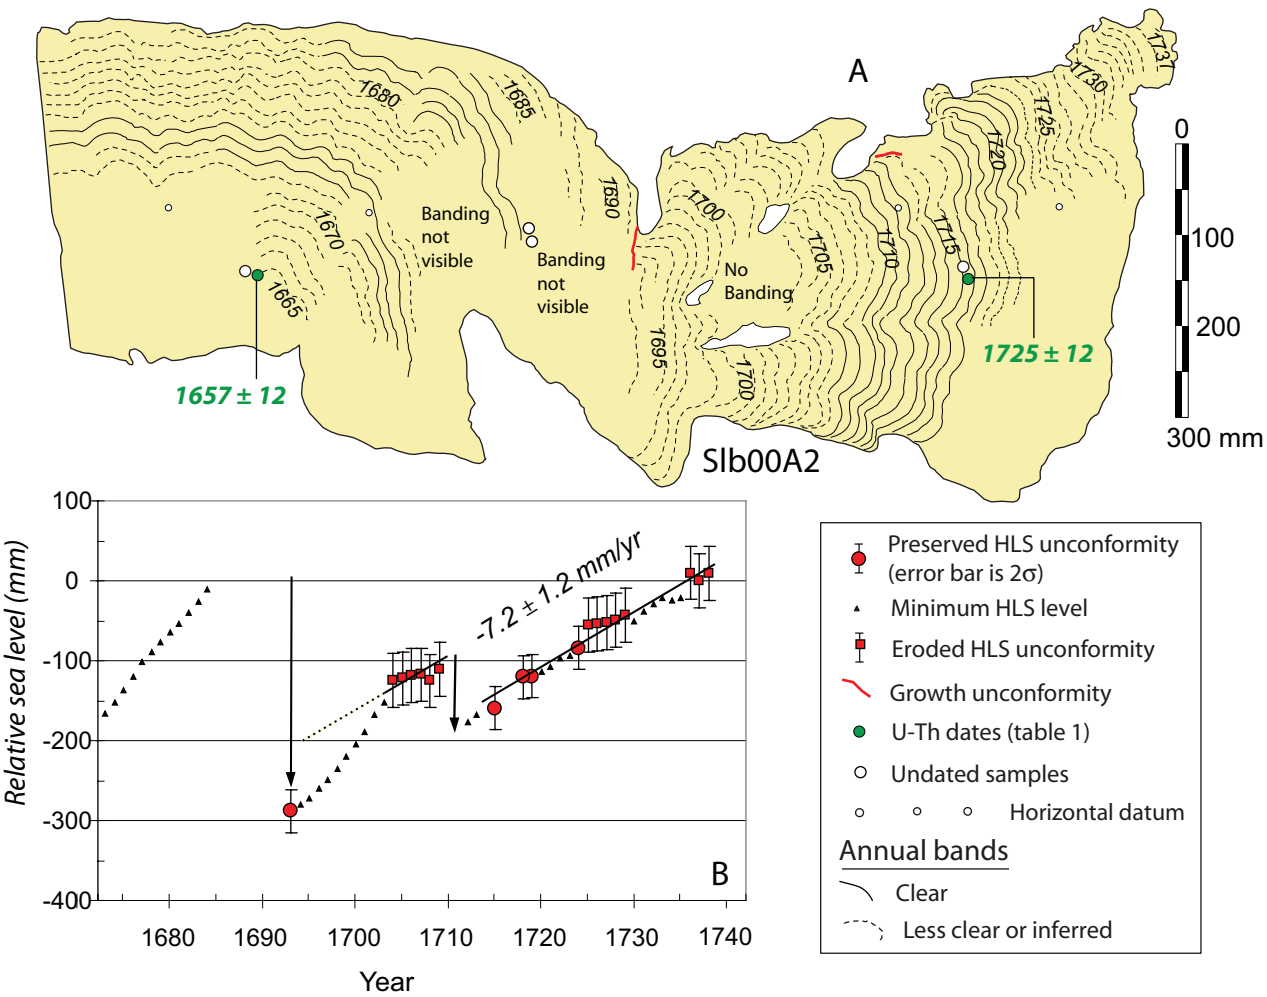 A
1680
1685
1690
1670
1665
1700
1695
1700
1705
1710
1715
1720
1725
1730
1737
Banding
not
visible
Banding
not
visible
No
Banding
1657 ± 12
1725 ± 12
0
100
200
300 mm
Slb00A2
100
0
-100
-200
-300
-400
Relative sea level (mm)
-7.2 ± 1.2 mm/yr
B
1680
1690
1700
1710
1720
1730
1740
Year
Preserved HLS unconformity
(error bar is 2σ)
Minimum HLS level
Eroded HLS unconformity
Growth unconformity
U-Th dates (table 1)
Undated samples
Horizontal datum
Annual bands
Clear
Less clear or inferred